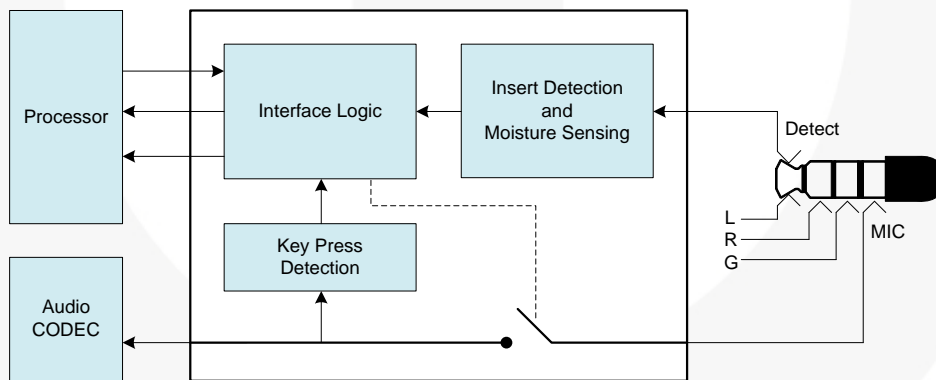 Processor
Interface Logic
Insert Detection
and
Moisture Sensing
Detect
L
R
G
MIC
Key Press
Detection
Audio
CODEC